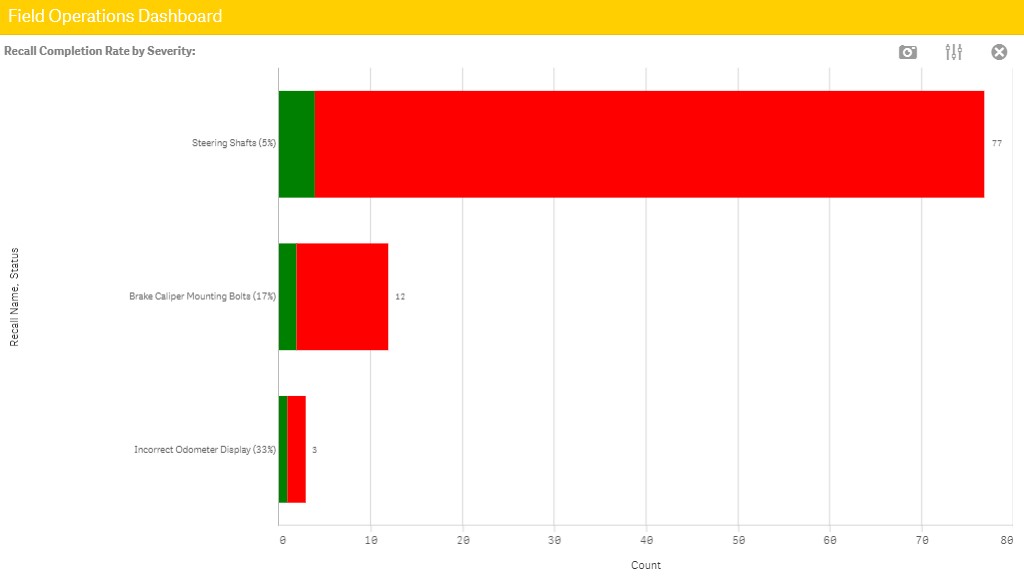 Field Operations Dashboard
Recall Completion Rate by Severity:
Recall Name, Status
Steering Shafts (5%)
77
Brake Caliper Mounting Bolts (17%)
12
Incorrect Odometer Display (33%)
3
0 10 20 30 40 50 60 70 80
Count